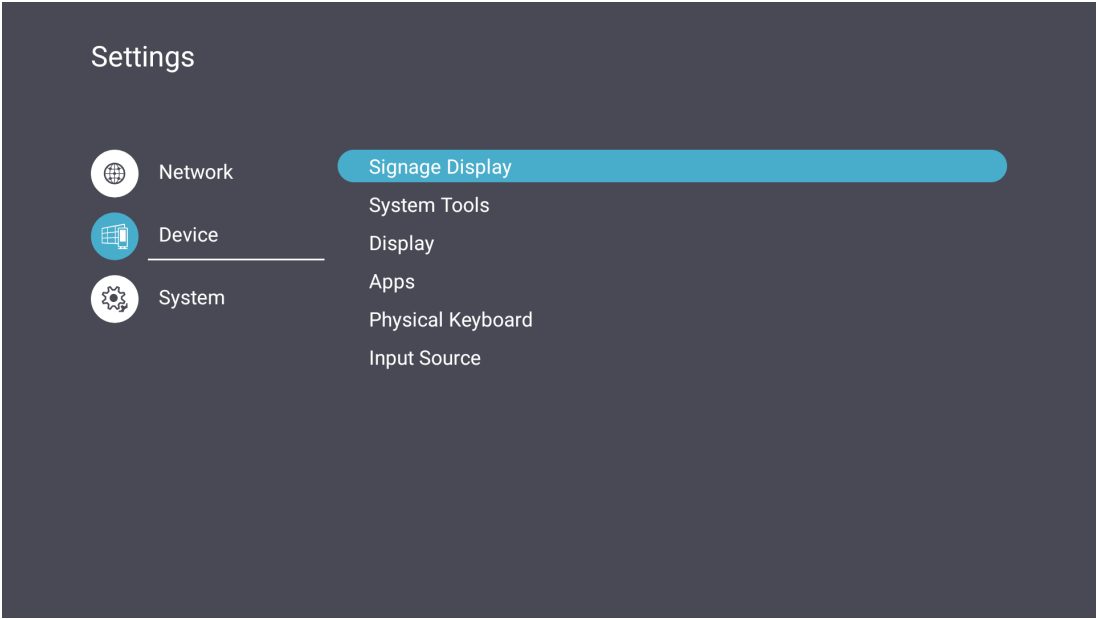 Settings
Network
Device
System
Signage Display
System Tools
Display
Apps
Physical Keyboard
Input Source